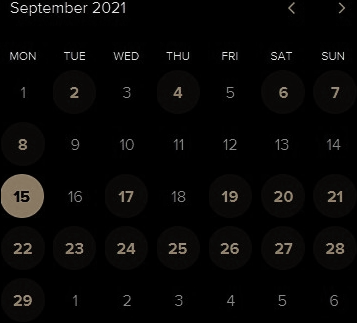 September 2021
MON TUE WED THU FRI SAT SUN
1 2 3 4 5 6 7
8 9 10 11 12 13 14
15 16 17 18 19 20 21
22 23 24 25 26 27 28
29 1 2 3 4 5 6